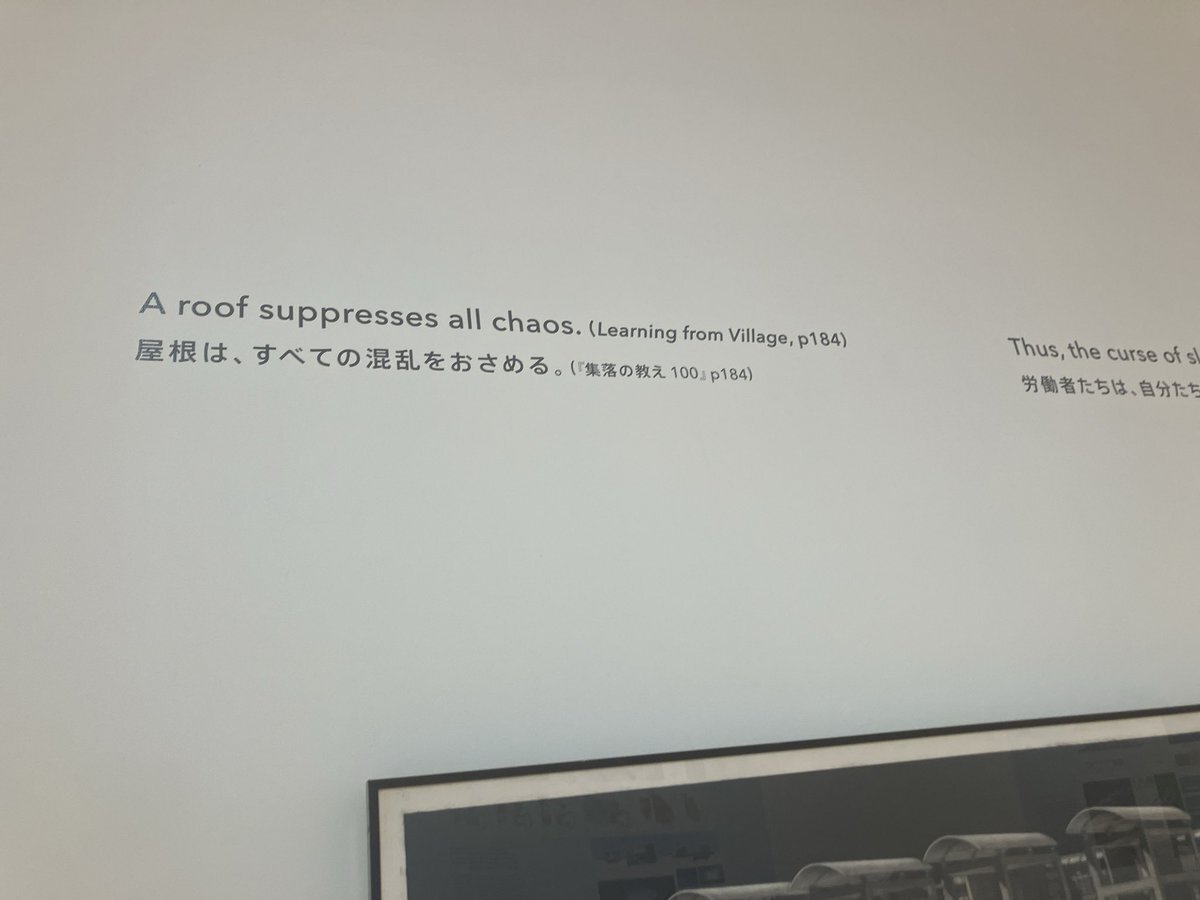 A roof suppresses all chaos. (Learning from Village, p184)
屋根は、すべての混乱をおさめる。(『集落の教え 100』p184)
Thus, the curse of
労働者たちは、自分たち